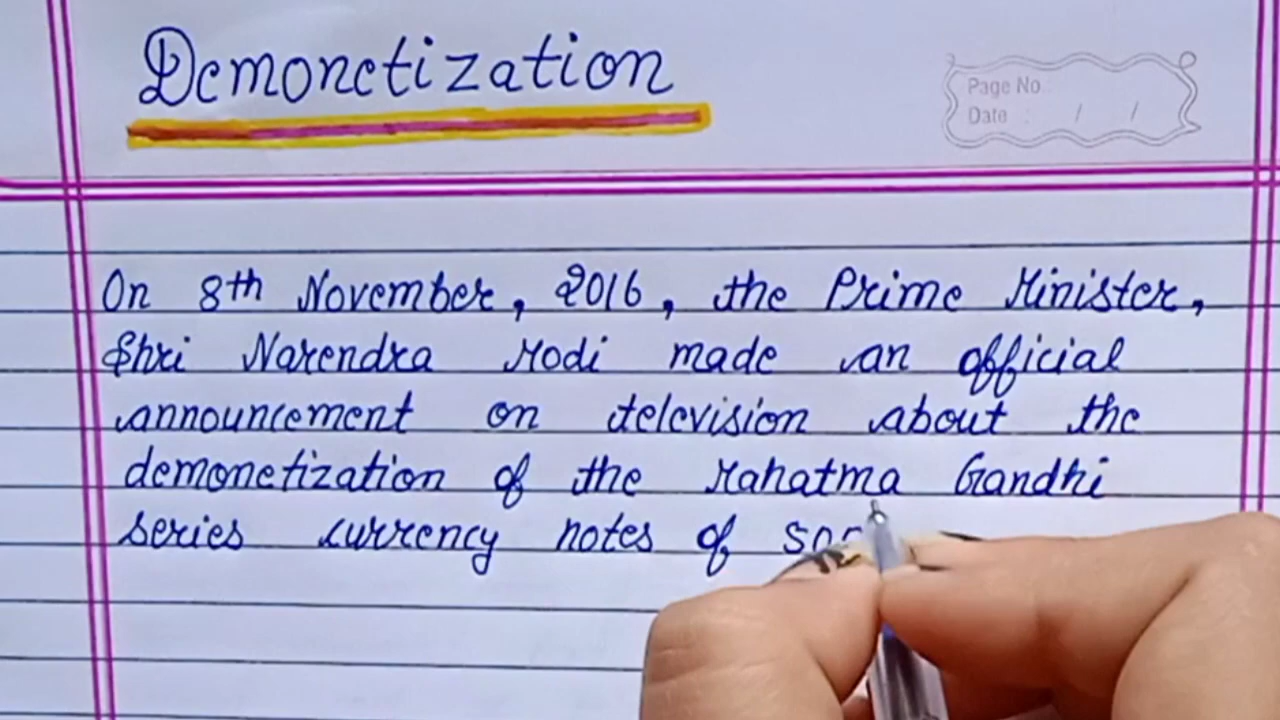 Demonetization
Page No.
Date : / /
On 8th November, 2016, the Prime Minister,
Shri Narendra Modi made an official
announcement on television about the
demonetization of the Mahatma Gandhi
series currency notes of